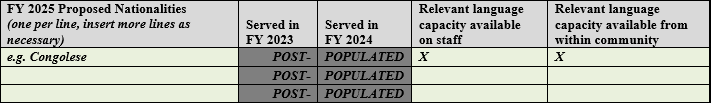 FY 2025 Proposed Nationalities
(one per line, insert more lines as
necessary)
Served in
FY 2023
Served in
FY 2024
Relevant language
capacity available
on staff
Relevant language
capacity available from
within community
e.g. Congolese POST- POPULATED X X
POST- POPULATED
POST- POPULATED